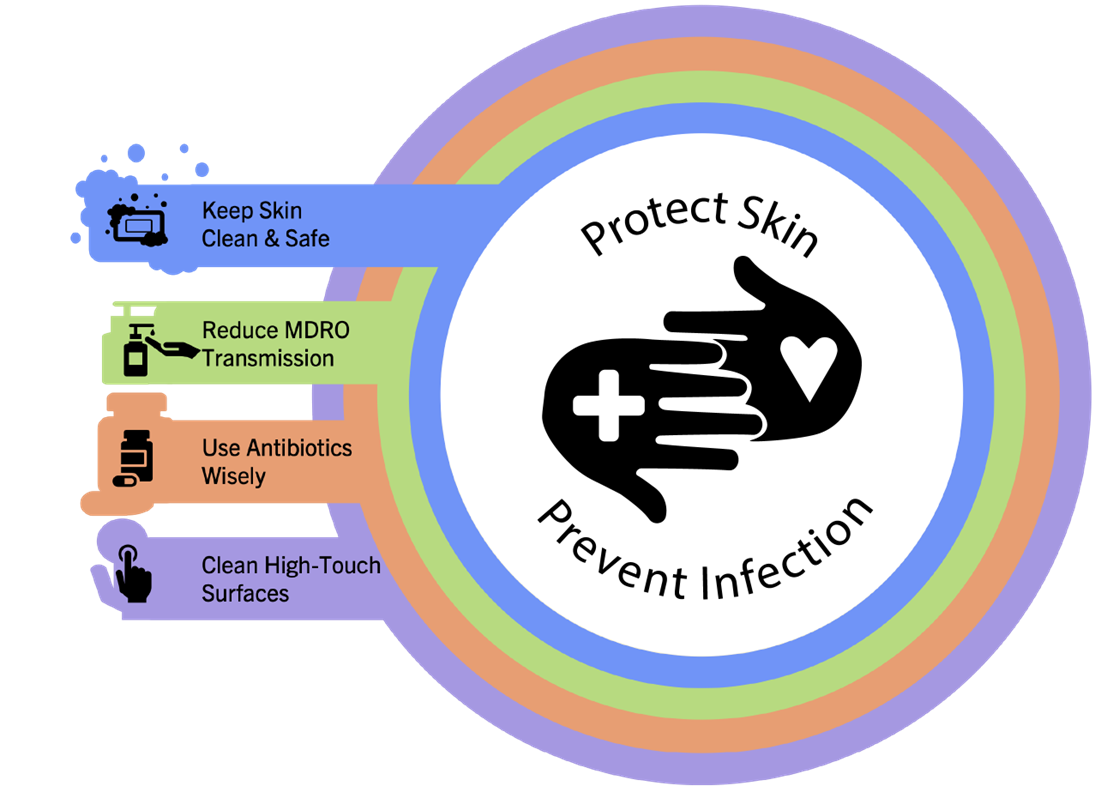 Keep Skin
Clean & Safe
Reduce MDRO
Transmission
Use Antibiotics
Wisely
Clean High-Touch
Surfaces
Protect Skin
Prevent Infection